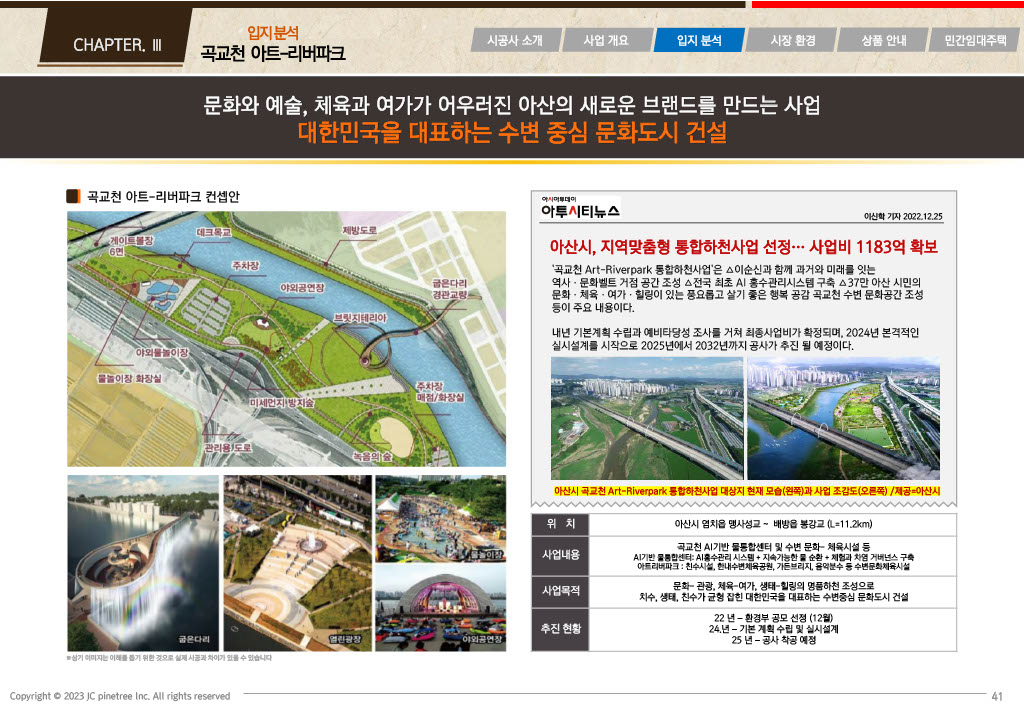 CHAPTER. Ⅲ
입지 분석
곡교천 아트-리버파크
시공사 소개
사업 개요
입지 분석
시장 환경
상품 안내
민간임대주택
문화와 예술, 체육과 여가가 어우러진 아산의 새로운 브랜드를 만드는 사업
대한민국을 대표하는 수변 중심 문화도시 건설
곡교천 아트-리버파크 컨셉안
게이트볼장
6면
데크목교
제방도로
주차장
야외공연장
굽은다리
경관교량
브릿지테리아
야외물놀이장
물놀이장 화장실
미세먼지 방지숲
주차장
매점/화장실
관리용 도로
녹음의 숲
굽은다리
열린광장
물놀이장
야외공연장
※상기 이미지는 이해를 돕기 위한 것으로 실제 시공과 차이가 있을 수 있습니다
아시아투데이
아투시티뉴스
이신학 기자 2022.12.25
아산시, 지역맞춤형 통합하천사업 선정… 사업비 1183억 확보
'곡교천 Art-Riverpark 통합하천사업'은 △이순신과 함께 과거와 미래를 잇는
역사·문화벨트 거점 공간 조성 △전국 최초 AI 홍수관리시스템 구축 △37만 아산 시민의
문화·체육·여가·힐링이 있는 풍요롭고 살기 좋은 행복 공감 곡교천 수변 문화공간 조성
등이 주요 내용이다.
내년 기본계획 수립과 예비타당성 조사를 거쳐 최종사업비가 확정되며, 2024년 본격적인
실시설계를 시작으로 2025년에서 2032년까지 공사가 추진 될 예정이다.
아산시 곡교천 Art-Riverpark 통합하천사업 대상지 현재 모습(왼쪽)과 사업 조감도(오른쪽) /제공=아산시
위 치
아산시 염치읍 맹사성교 ~ 배방읍 봉강교 (L=11.2km)
사업내용
곡교천 AI기반 물통합센터 및 수변 문화- 체육시설 등
AI기반 물통합센터: AI홍수관리 시스템 + 지속가능한 물 순환 + 체험과 차염 거버넌스 구축
아트리버파크 : 친수시설, 한내수변체육공원, 가든브리지, 음악분수 등 수변문화체육시설
사업목적
문화- 관광, 체육-여가, 생태-힐링의 명품하천 조성으로
치수, 생태, 친수가 균형 잡힌 대한민국을 대표하는 수변중심 문화도시 건설
추진 현황
22 년 – 환경부 공모 선정 (12월)
24.년 – 기본 계획 수립 및 실시설계
25 년 – 공사 착공 예정
Copyright © 2023 JC pinetree Inc. All rights reserved
41